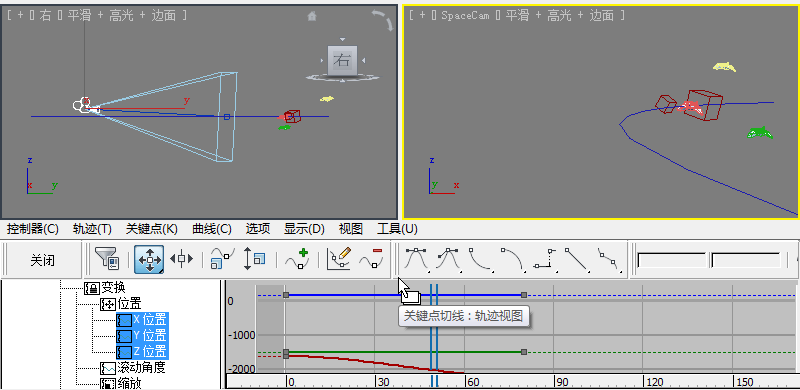 [ + [] 右 [] 平滑 + 高光 + 边面 ]
右
y
z
x
y
[ + [] SpaceCam [] 平滑 + 高光 + 边面 ]
z
y
x
控制器(C) 轨迹(T) 关键点(K) 曲线(C) 选项 显示(D) 视图 工具(U)
关闭
变换
位置
X 位置
Y 位置
Z 位置
滚动角度
缩放
0
-1000
-2000
关键点切线 : 轨迹视图
0 30 60 90 120 150